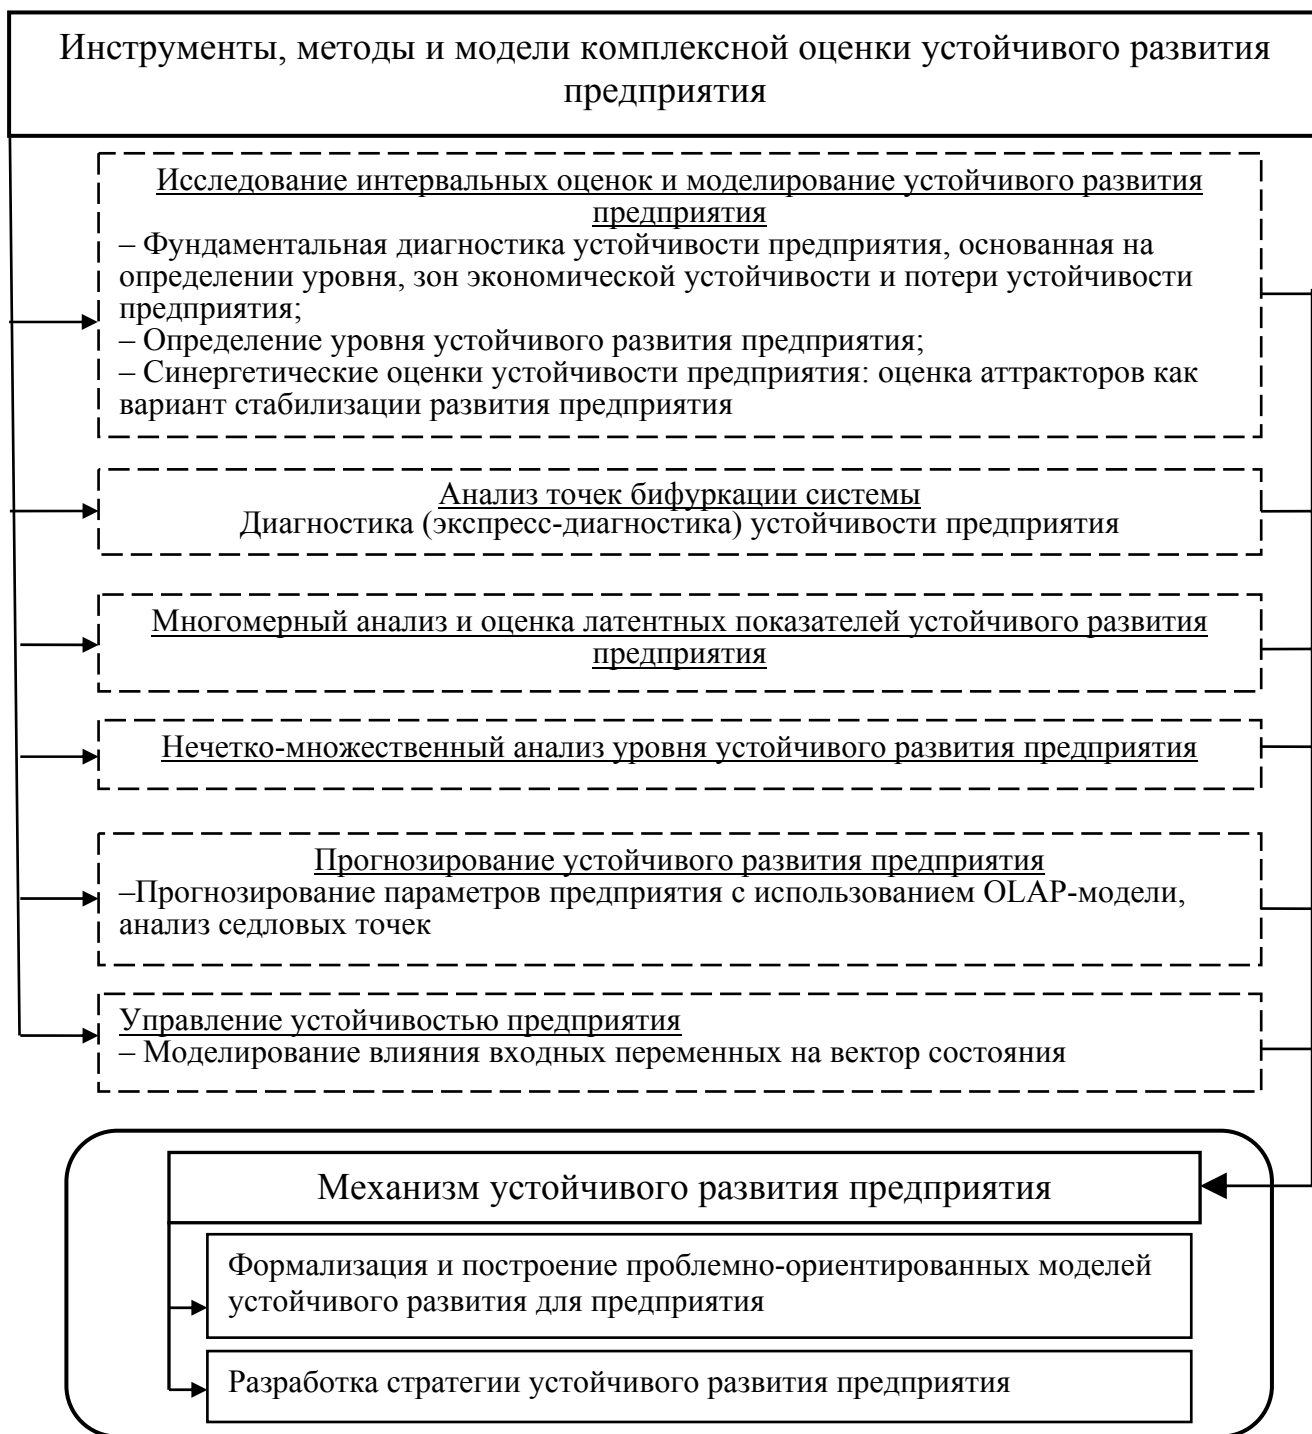 Инструменты, методы и модели комплексной оценки устойчивого развития
предприятия
Исследование интервальных оценок и моделирование устойчивого развития
предприятия
– Фундаментальная диагностика устойчивости предприятия, основанная на
определении уровня, зон экономической устойчивости и потери устойчивости
предприятия;
– Определение уровня устойчивого развития предприятия;
– Синергетические оценки устойчивости предприятия: оценка аттракторов как
вариант стабилизации развития предприятия
Анализ точек бифуркации системы
Диагностика (экспресс-диагностика) устойчивости предприятия
Многомерный анализ и оценка латентных показателей устойчивого развития
предприятия
Нечетко-множественный анализ уровня устойчивого развития предприятия
Прогнозирование устойчивого развития предприятия
–Прогнозирование параметров предприятия с использованием OLAP-модели,
анализ седловых точек
Управление устойчивостью предприятия
– Моделирование влияния входных переменных на вектор состояния
Механизм устойчивого развития предприятия
Формализация и построение проблемно-ориентированных моделей
устойчивого развития для предприятия
Разработка стратегии устойчивого развития предприятия